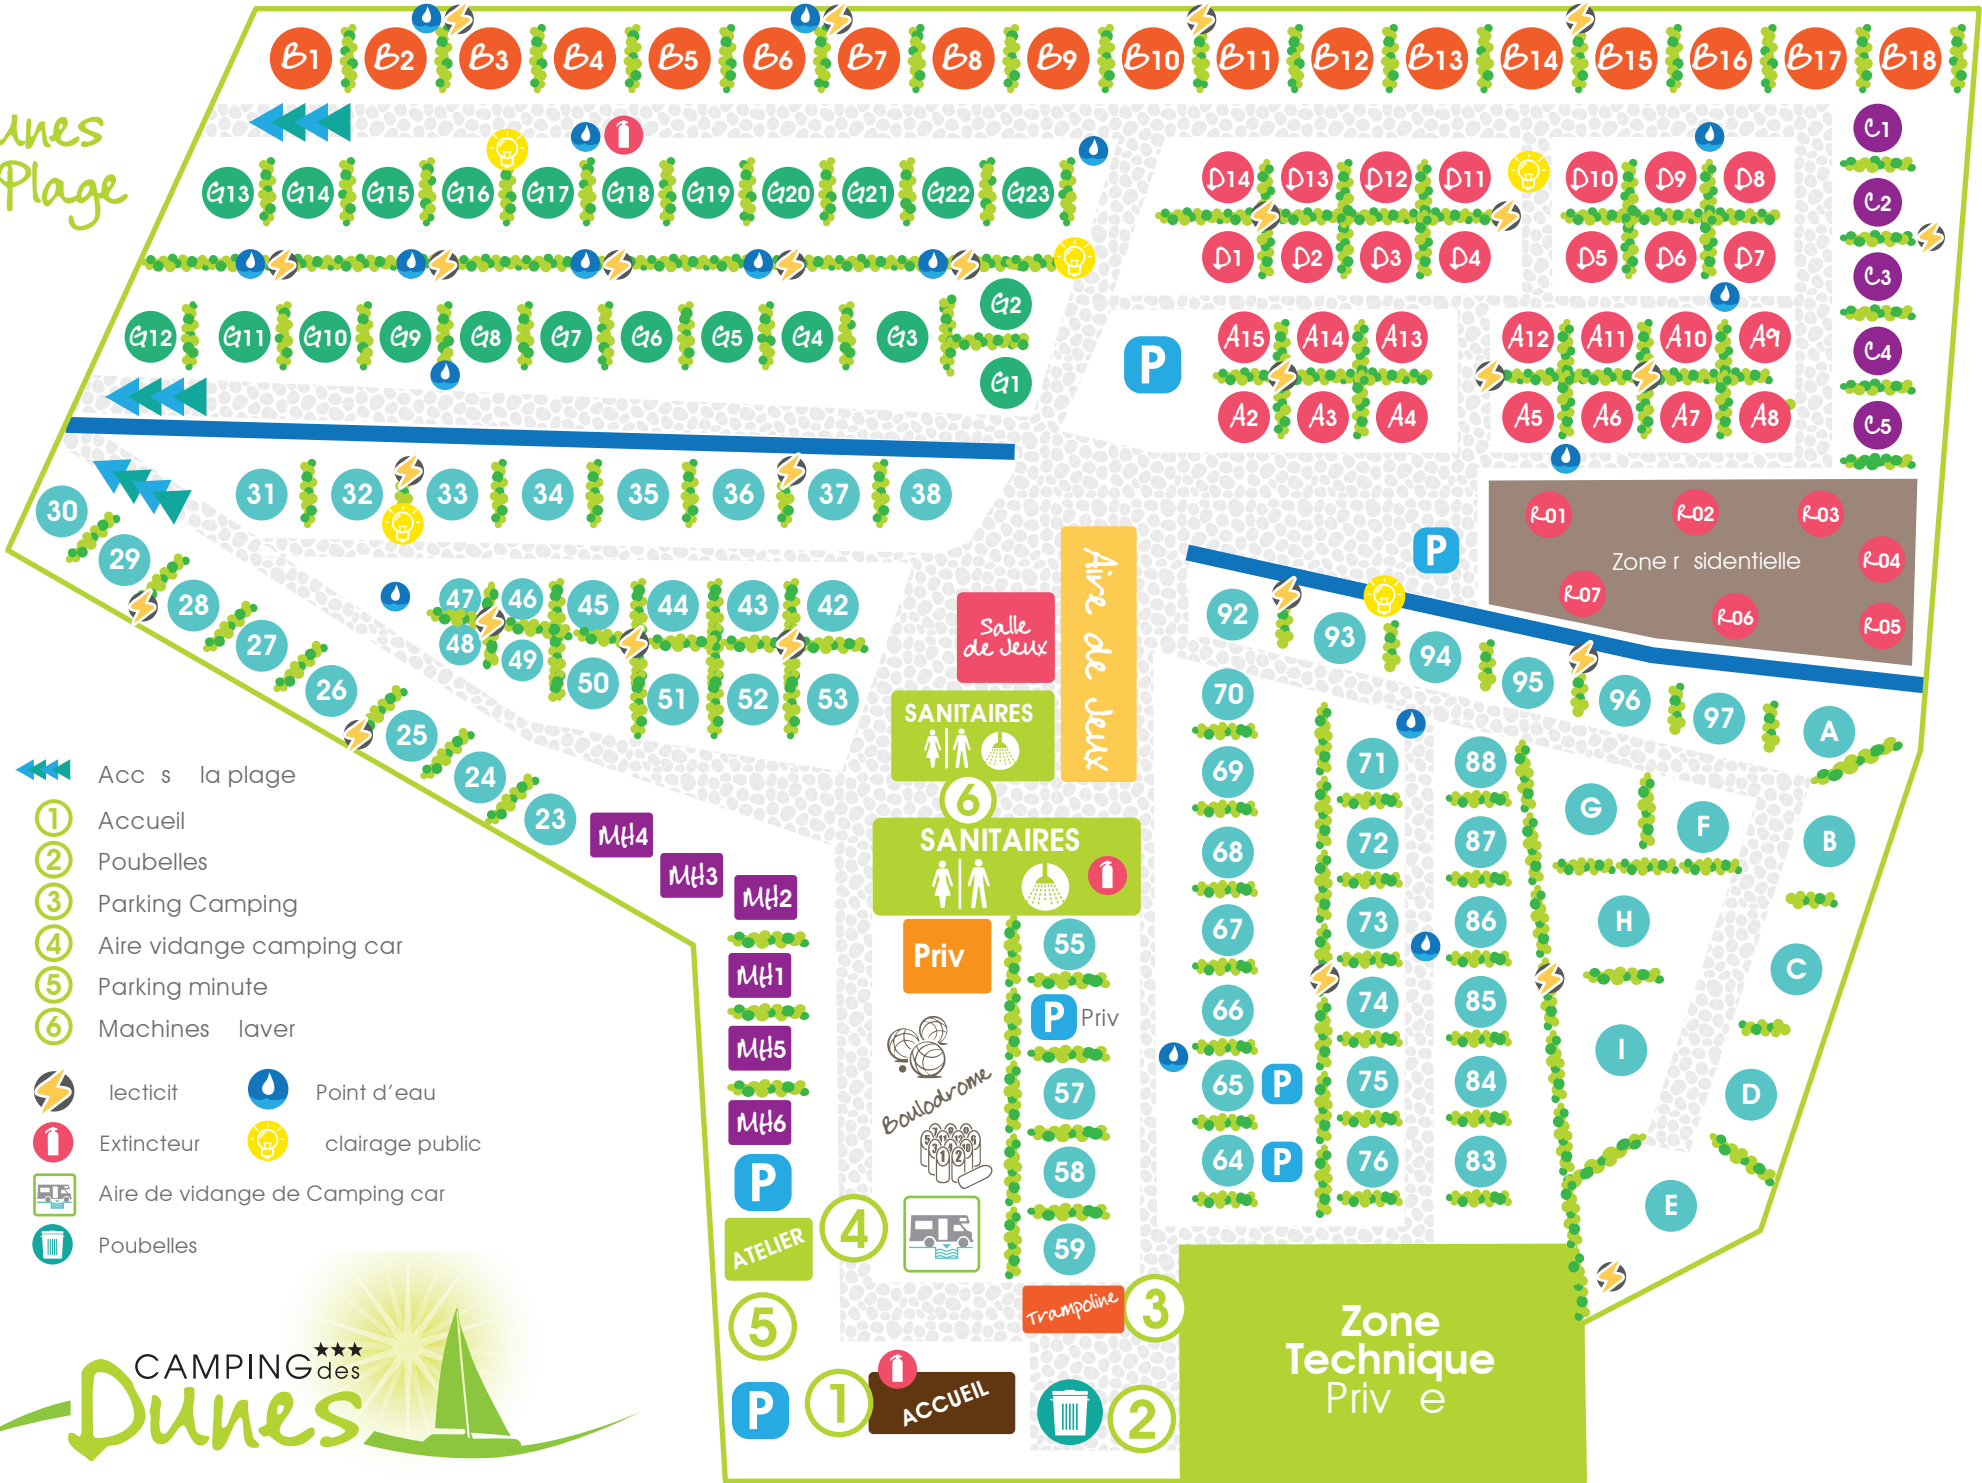 B1 B2 B3 B4 B5 B6 B7 B8 B9 B10 B11 B12 B13 B14 B15 B16 B17 B18
Plage
G13 G14 G15 G16 G17 G18 G19 G20 G21 G22 G23
D14 D13 D12 D11 D10 D9 D8
D1 D2 D3 D4 D5 D6 D7
C1
C2
C3
C4
C5
G2
G12 G11 G10 G9 G8 G7 G6 G5 G4 G3
G1
P
A15 A14 A13 A12 A11 A10 A9
A2 A3 A4 A5 A6 A7 A8
31 32 33 34 35 36 37 38
30
29
28
27
26
25
24
23
47 46 45 44 43 42
48 49 50 51 52 53
Salle
de Jeux
Aire de Jeux
P
R01 R02 R03
Zone r sidentielle
R04
R07 R06 R05
92 93 94 95 96 97 A
SANITAIRES
6
SANITAIRES
70
69
68
67
66
65 P
64 P
71
72
73
74
75
76
88
87
86
85
84
83
G F B
H C
I D
E
MH4
MH3
MH2
MH1
MH5
MH6
P
ATELIER
4
5
P
1
ACCUEIL
Priv
Boulodrome
55
P Priv
57
58
59
Trampoline
3
2
Zone
Technique
Priv e
Acc s la plage
1 Accueil
2 Poubelles
3 Parking Camping
4 Aire vidange camping car
5 Parking minute
6 Machines laver
lecticit
Point d'eau
Extincteur
clairage public
Aire de vidange de Camping car
Poubelles
CAMPING des
Dunes